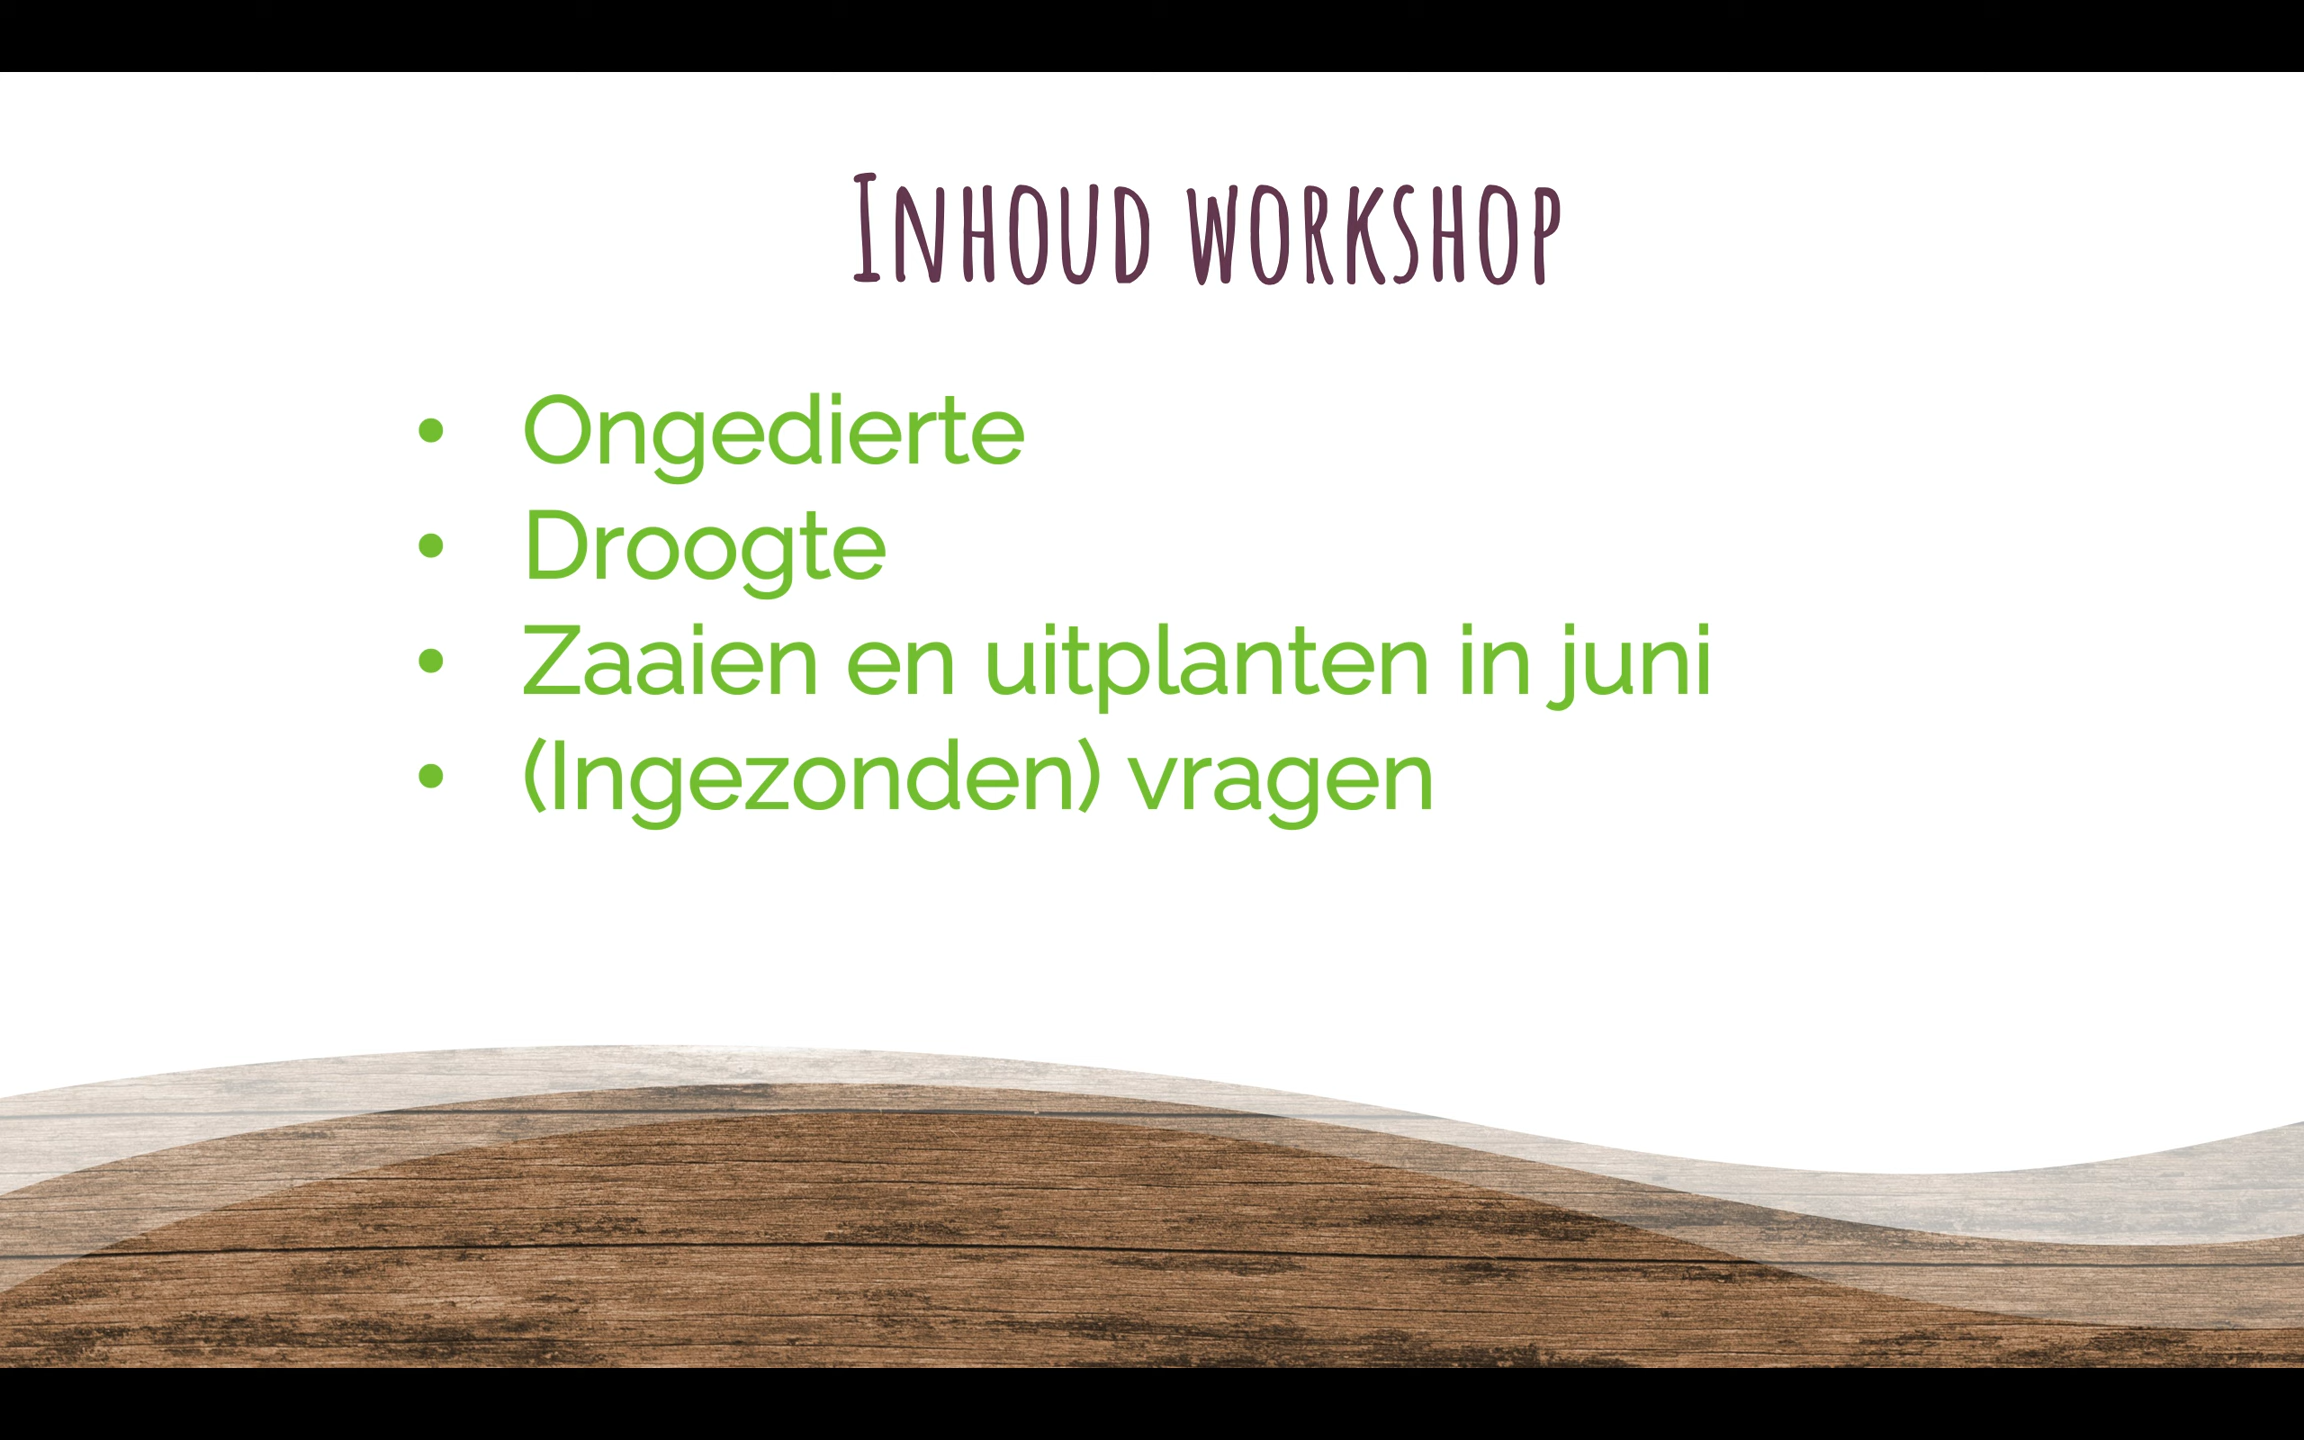 Inhoud workshop
• Ongedierte
• Droogte
• Zaaien en uitplanten in juni
• (Ingezonden) vragen